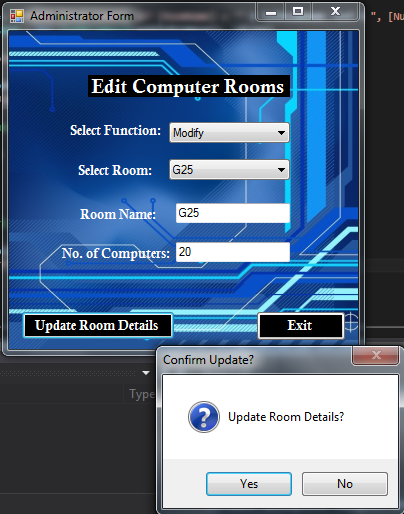 Administrator Form
", [Nu
Edit Computer Rooms
Select Function: Modify
Select Room: G25
Room Name: G25
No. of Computers: 20
Update Room Details Exit
Confirm Update?
Type
Update Room Details?
Yes No